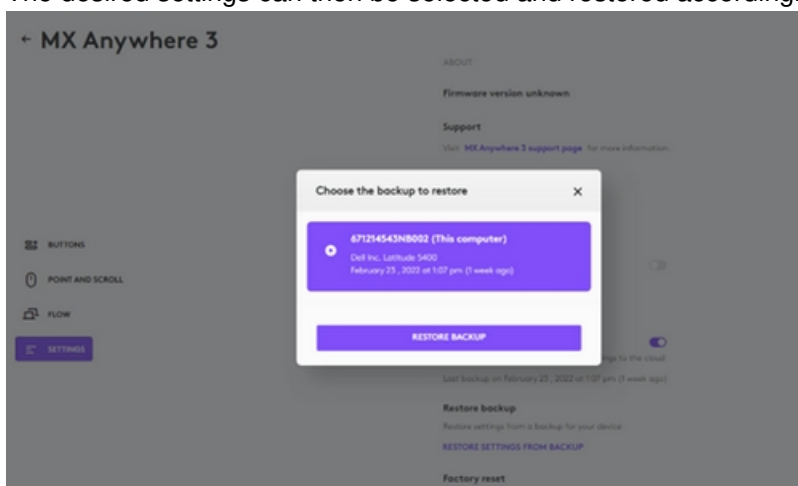 The desired settings can then be selected and restored according
← MX Anywhere 3
ABOUT
Firmware version unknown
Support
Visit MX Anywhere 3 support page for more information.
Choose the backup to restore
671214543NB002 (This computer)
Dell Inc. Latitude 5400
February 23, 2022 at 1:07 pm (1 week ago)
RESTORE BACKUP
BUTTONS
POINT AND SCROLL
FLOW
SETTINGS
to the cloud
Last backup on February 23, 2022 at 1:07 pm (1 week ago)
Restore backup
Restore settings from a backup for your device
RESTORE SETTINGS FROM BACKUP
Factory reset